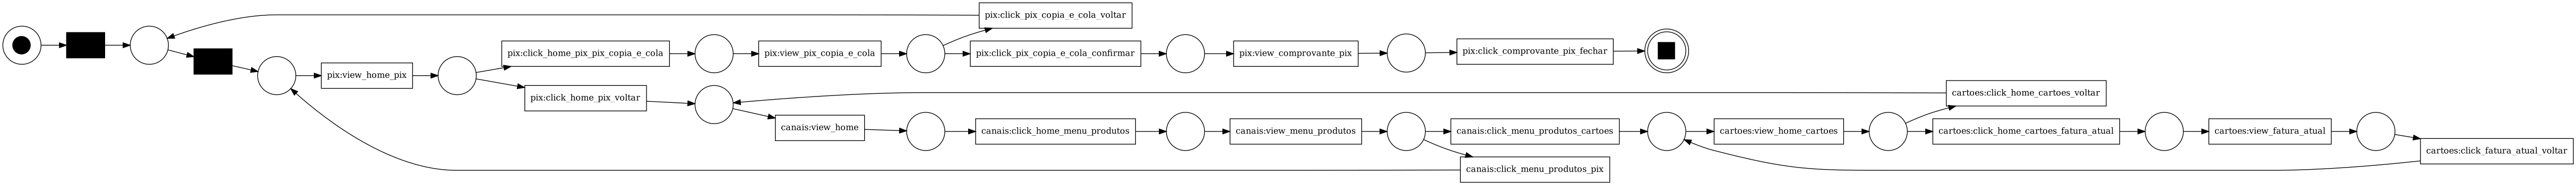 pix:click_pix_copia_e_cola_voltar
pix:click_home_pix_pix_copia_e_cola
pix:view_pix_copia_e_cola
pix:click_pix_copia_e_cola_confirmar
pix:view_comprovante_pix
pix:click_comprovante_pix_fechar
pix:view_home_pix
pix:click_home_pix_voltar
cartoes:click_home_cartoes_voltar
canais:view_home
canais:click_home_menu_produtos
canais:view_menu_produtos
canais:click_menu_produtos_cartoes
cartoes:view_home_cartoes
cartoes:click_home_cartoes_fatura_atual
cartoes:view_fatura_atual
cartoes:click_fatura_atual_voltar
canais:click_menu_produtos_pix